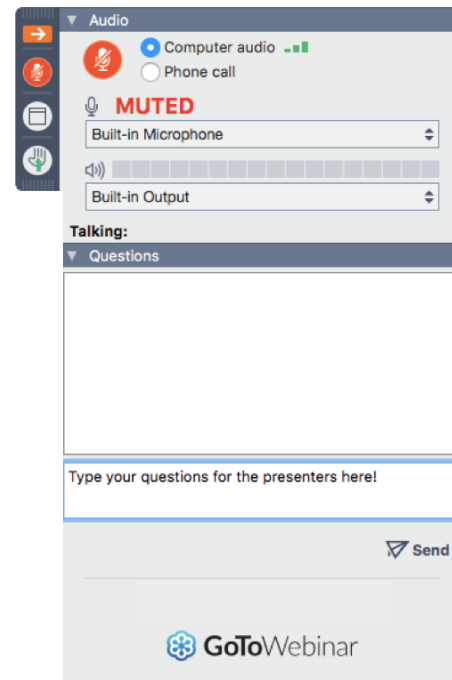 Audio
Computer audio
Phone call
MUTED
Built-in Microphone
Built-in Output
Talking:
Questions
Type your questions for the presenters here!
Send
GoToWebinar